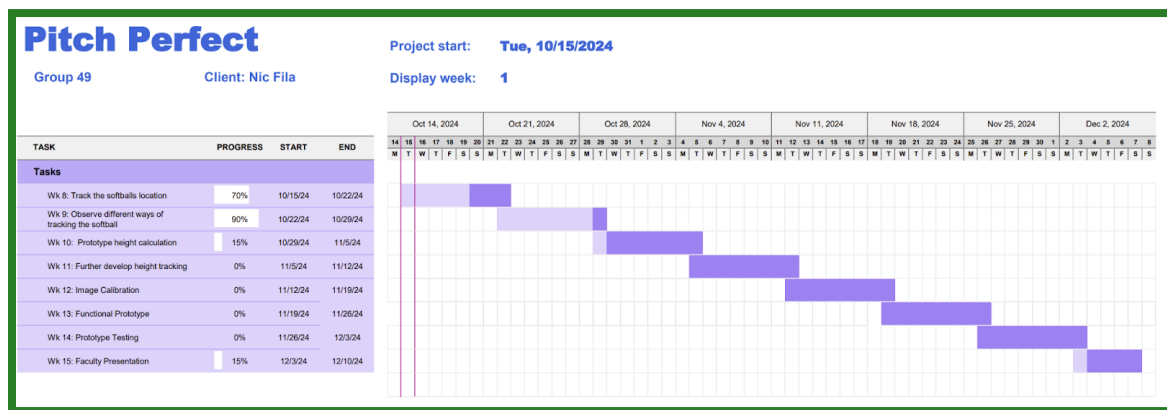 Pitch Perfect
Project start: Tue, 10/15/2024
Group 49 Client: Nic Fila Display week: 1
Oct 14, 2024 Oct 21, 2024 Oct 28, 2024 Nov 4, 2024 Nov 11, 2024 Nov 18, 2024 Nov 25, 2024 Dec 2, 2024
14 15 16 17 18 19 20 21 22 23 24 25 26 27 28 29 30 31 1 2 3 4 5 6 7 8 9 10 11 12 13 14 15 16 17 18 19 20 21 22 23 24 25 26 27 28 29 30 1 2 3 4 5 6 7 8
TASK PROGRESS START END M T W T F S S M T W T F S S M T W T F S S M T W T F S S M T W T F S S M T W T F S S M T W T F S S M T W T F S S
Tasks
Wk 8: Track the softballs location 70% 10/15/24 10/22/24
Wk 9: Observe different ways of
tracking the softball 90% 10/22/24 10/29/24
Wk 10: Prototype height calculation 15% 10/29/24 11/5/24
Wk 11: Further develop height tracking 0% 11/5/24 11/12/24
Wk 12: Image Calibration 0% 11/12/24 11/19/24
Wk 13: Functional Prototype 0% 11/19/24 11/26/24
Wk 14: Prototype Testing 0% 11/26/24 12/3/24
Wk 15: Faculty Presentation 15% 12/3/24 12/10/24